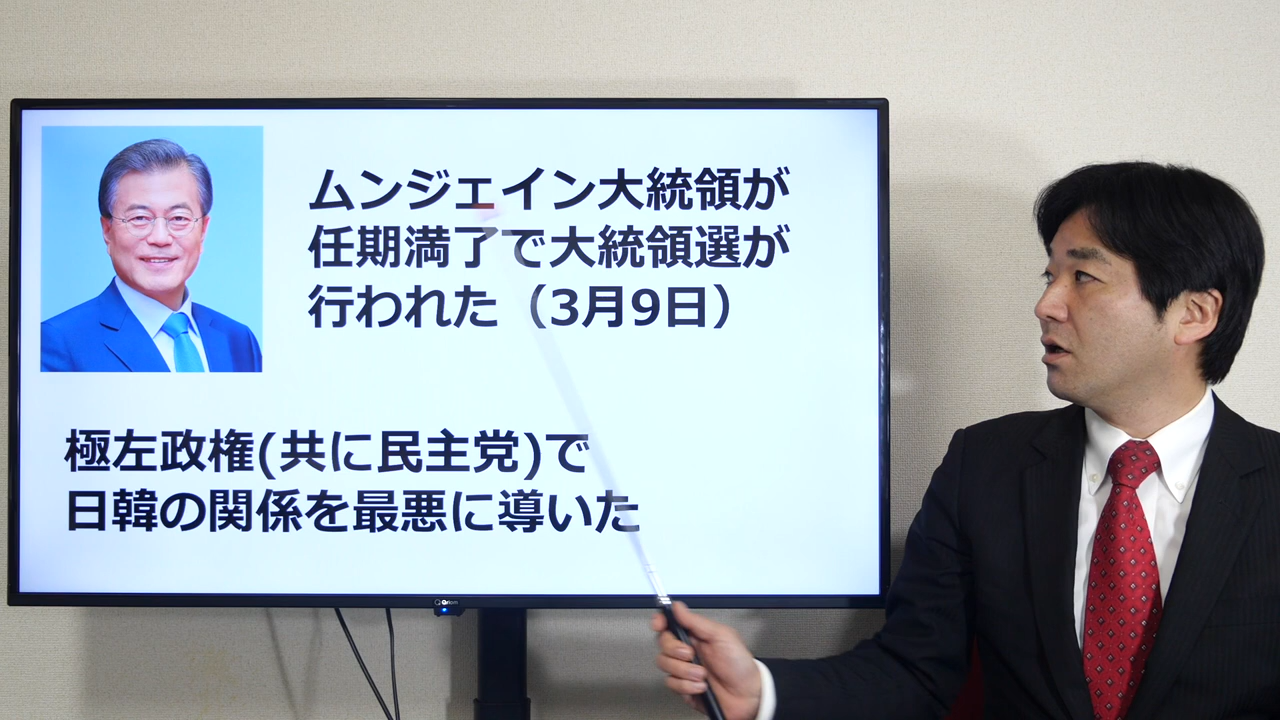 ムンジェイン大統領が
任期満了で大統領選が
行われた（3月9日）
極左政権(共に民主党)で
日韓の関係を最悪に導いた
Qriom